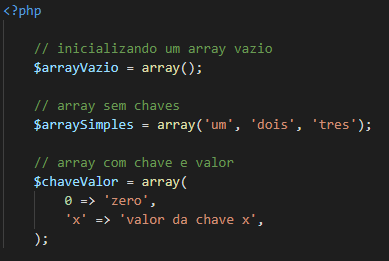 <?php
// inicializando um array vazio
$arrayVazio = array();
// array sem chaves
$arraySimples = array('um', 'dois', 'tres');
// array com chave e valor
$chaveValor = array(
0 => 'zero',
'x' => 'valor da chave x',
);